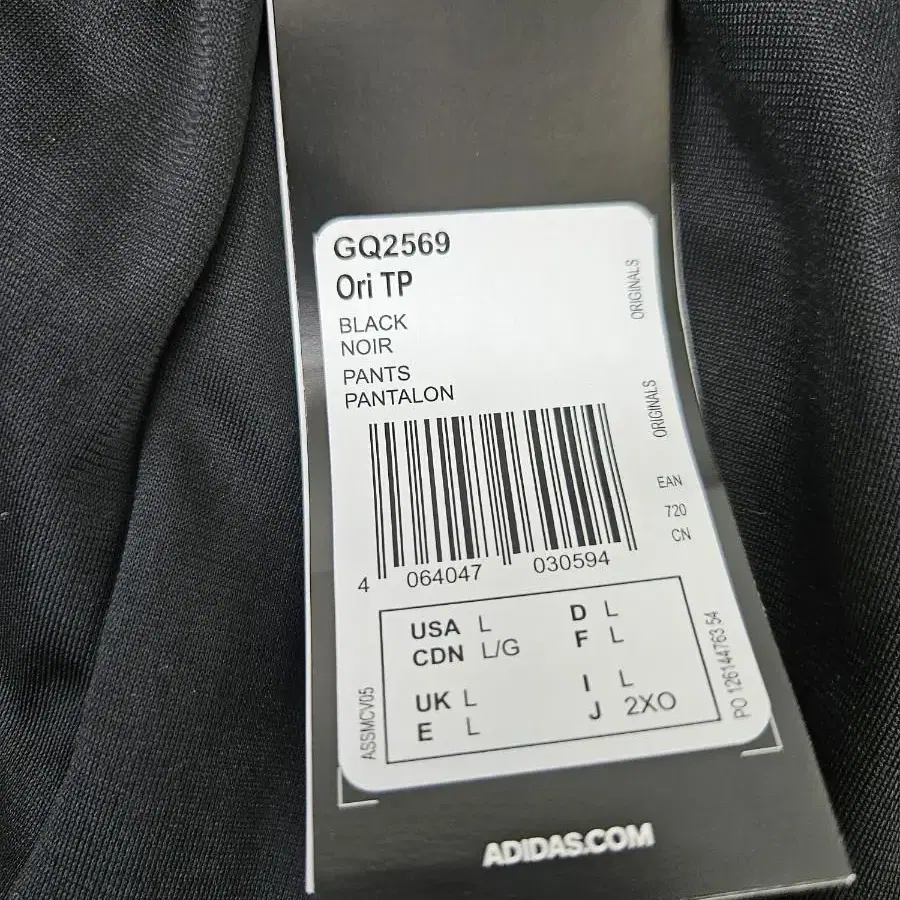 GQ2569
Ori TP
BLACK
NOIR
PANTS
PANTALON
ORIGINALS
ORIGINALS
EAN
720
CN
4 064047 030594
USA L D L
CDN L/G F L
UK L I L
E L J 2XO
ASSMCV05
PO 126144763 54
ADIDAS.COM